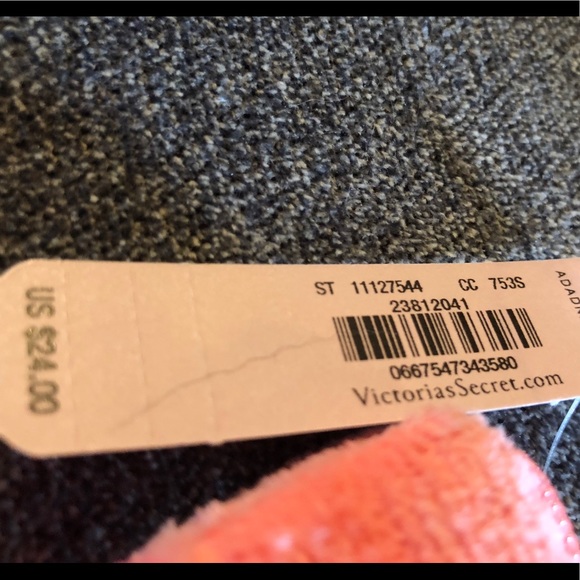 US $24.00
ST 11127544 CC 753S
23812041
0667547343580
VictoriasSecret.com